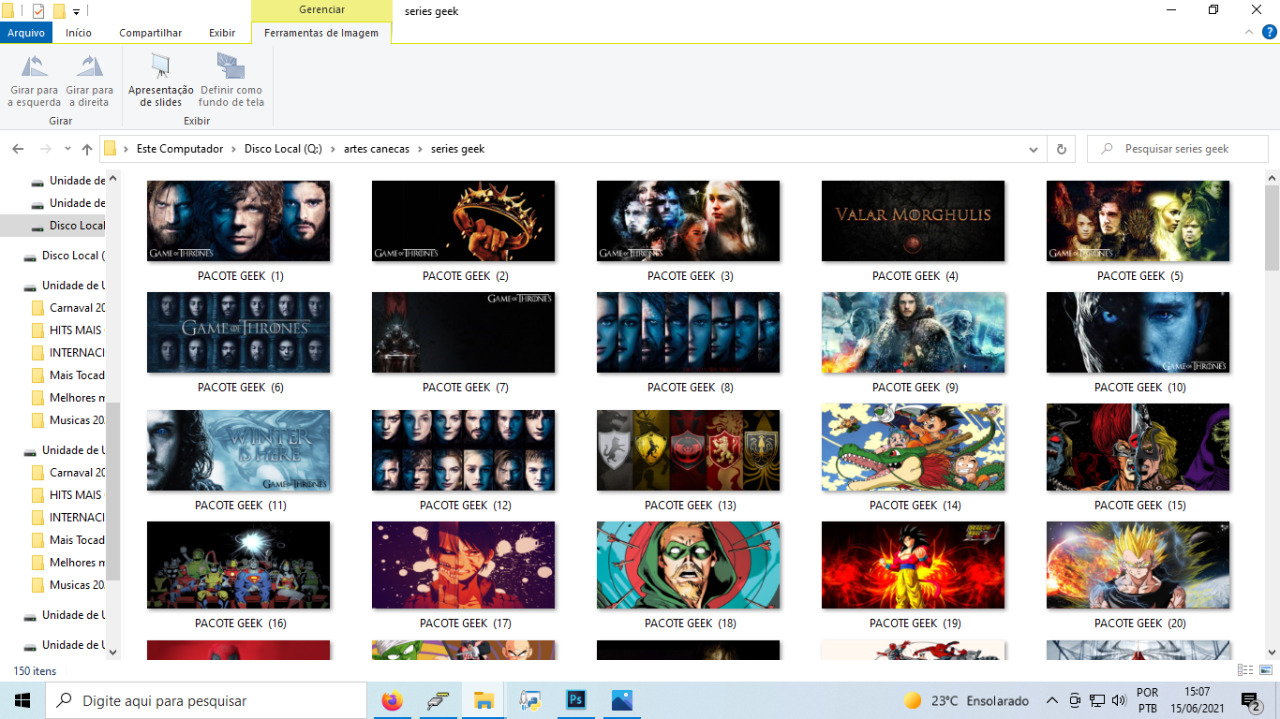 Gerenciar
series geek
Arquivo
Início
Compartilhar
Exibir
Ferramentas de Imagem
Girar para a esquerda
Girar para a direita
Apresentação de slides
Definir como fundo de tela
Girar
Exibir
Este Computador
Disco Local (Q:)
artes canecas
series geek
Pesquisar series geek
Unidade de
Unidade de
Disco Local
Disco Local (
Unidade de U
Carnaval 20
HITS MAIS
INTERNACI
Mais Tocad
Melhores m
Musicas 20
Unidade de U
Carnaval 20
HITS MAIS
INTERNACI
Mais Tocad
Melhores m
Musicas 20
Unidade de U
Unidade de U
GAME OF THRONES
GAME OF THRONES
GAME OF THRONES
VALAR MORGHULIS
GAME OF THRONES
PACOTE GEEK (1)
PACOTE GEEK (2)
PACOTE GEEK (3)
PACOTE GEEK (4)
PACOTE GEEK (5)
GAME OF THRONES
GAME OF THRONES
GAME OF THRONES
PACOTE GEEK (6)
PACOTE GEEK (7)
PACOTE GEEK (8)
PACOTE GEEK (9)
PACOTE GEEK (10)
WINTER
IS HERE
GAME OF THRONES
PACOTE GEEK (11)
PACOTE GEEK (12)
PACOTE GEEK (13)
PACOTE GEEK (14)
PACOTE GEEK (15)
PACOTE GEEK (16)
PACOTE GEEK (17)
PACOTE GEEK (18)
PACOTE GEEK (19)
PACOTE GEEK (20)
150 itens
Digite aqui para pesquisar
Ps
23°C Ensolarado
POR
PTB
15:07
15/06/2021
2